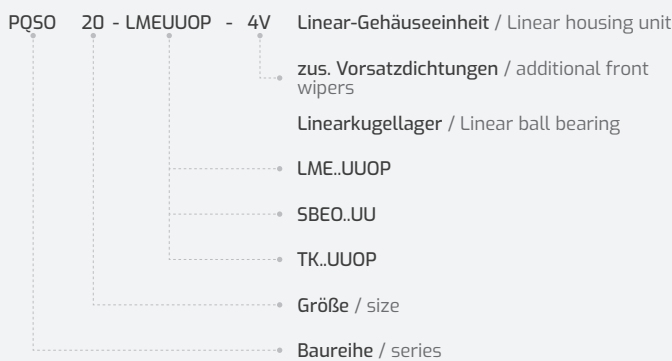 PQSO 20 - LMEUUOP - 4V Linear-Gehäuseeinheit / Linear housing unit
zus. Vorsatzdichtungen / additional front
wipers
Linearkugellager / Linear ball bearing
LME..UUOP
SBEO..UU
TK..UUOP
Größe / size
Baureihe / series